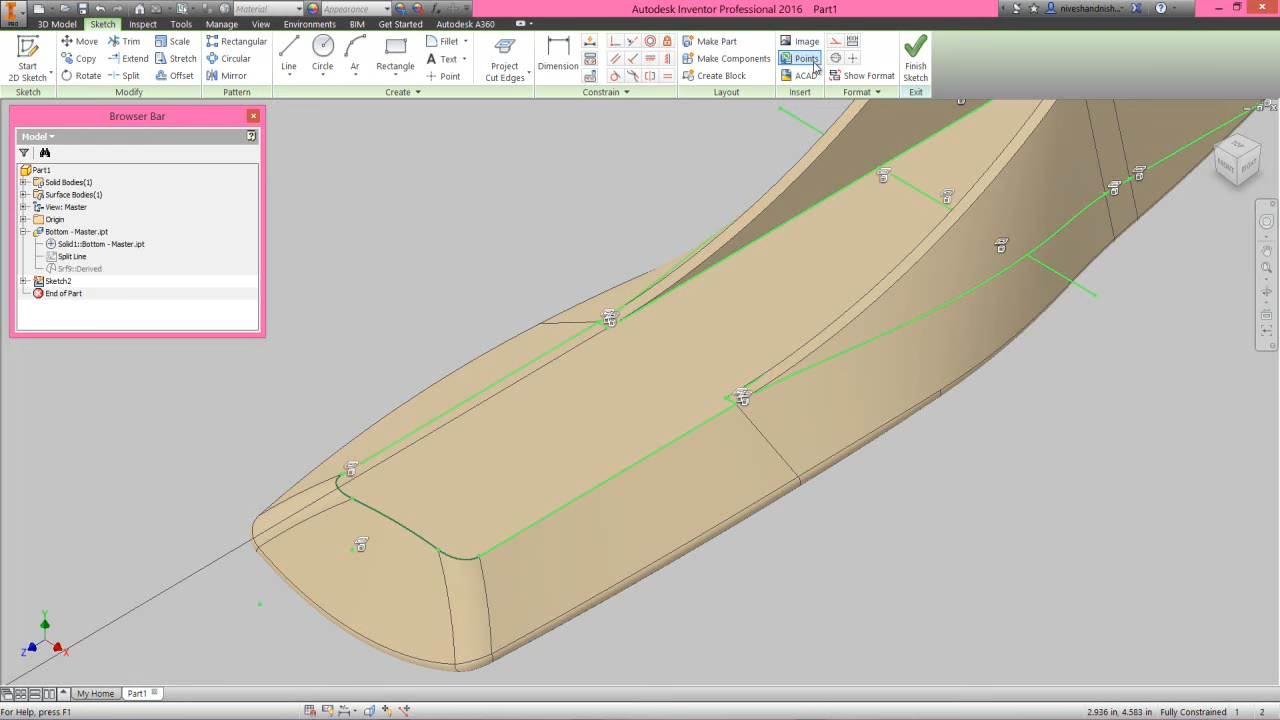 Material
Appearance
Autodesk Inventor Professional 2016 Part1
niveshandnish...
PRO
3D Model
Sketch
Inspect
Tools
Manage
View
Environments
BIM
Get Started
Autodesk A360
Start
2D Sketch
Move
Trim
Scale
Extend
Stretch
Split
Offset
Rectangular
Circular
Mirror
Line
Circle
Rectangle
Fillet
Text
Point
Project
Cut Edges
Dimension
Make Part
Make Components
Create Block
Image
Points
ACAD
Show Format
Finish
Sketch
Sketch
Modify
Pattern
Create
Constrain
Layout
Insert
Format
Exit
Browser Bar
Model
Part1
Solid Bodies(1)
Surface Bodies(1)
View: Master
Origin
Bottom - Master.ipt
Solid1::Bottom - Master.ipt
Split Line
Srf9::Derived
Sketch2
End of Part
TOP
FRONT
RIGHT
Y
Z
X
My Home
Part1
For Help, press F1
2.936 in, 4.583 in
Fully Constrained
1
2